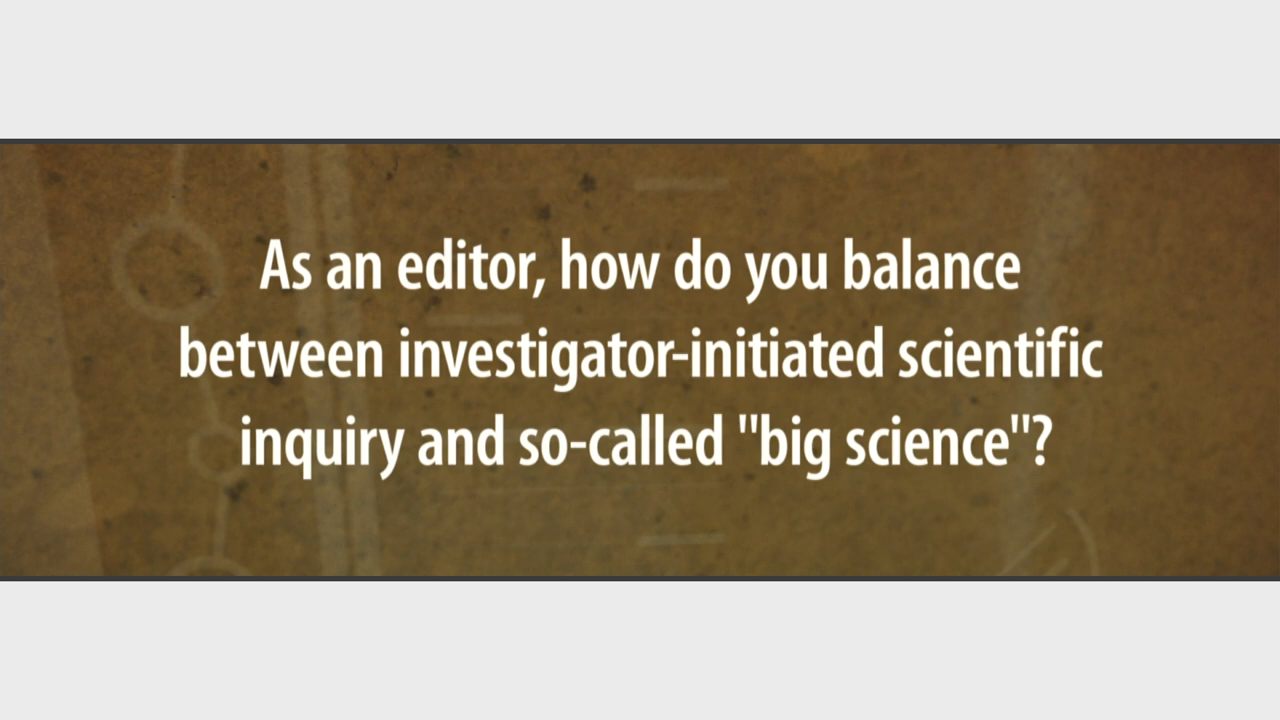 As an editor, how do you balance
between investigator-initiated scientific
inquiry and so-called "big science"?